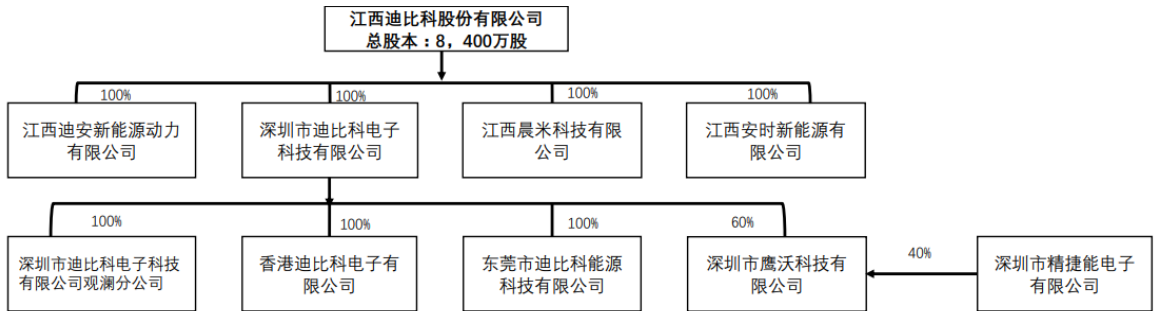 江西迪比科股份有限公司
总股本：8，400万股
100%
100%
100%
100%
江西迪安新能源动力
有限公司
深圳市迪比科电子
科技有限公司
江西晨米科技有限
公司
江西安时新能源有
限公司
100%
100%
100%
60%
深圳市迪比科电子科技
有限公司观澜分公司
香港迪比科电子有
限公司
东莞市迪比科能源
科技有限公司
深圳市鹰沃科技有
限公司
40%
深圳市精捷能电子
有限公司